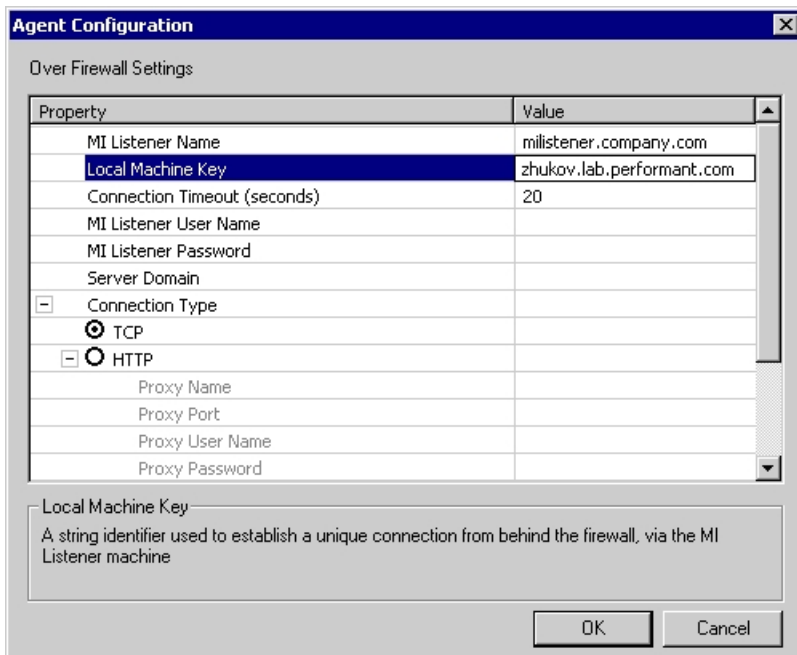 Agent Configuration
Over Firewall Settings
Property Value
MI Listener Name milistener.company.com
Local Machine Key zhukov.lab.performant.com
Connection Timeout (seconds) 20
MI Listener User Name
MI Listener Password
Server Domain
Connection Type
TCP
HTTP
Proxy Name
Proxy Port
Proxy User Name
Proxy Password
Local Machine Key
A string identifier used to establish a unique connection from behind the firewall, via the MI
Listener machine
OK Cancel